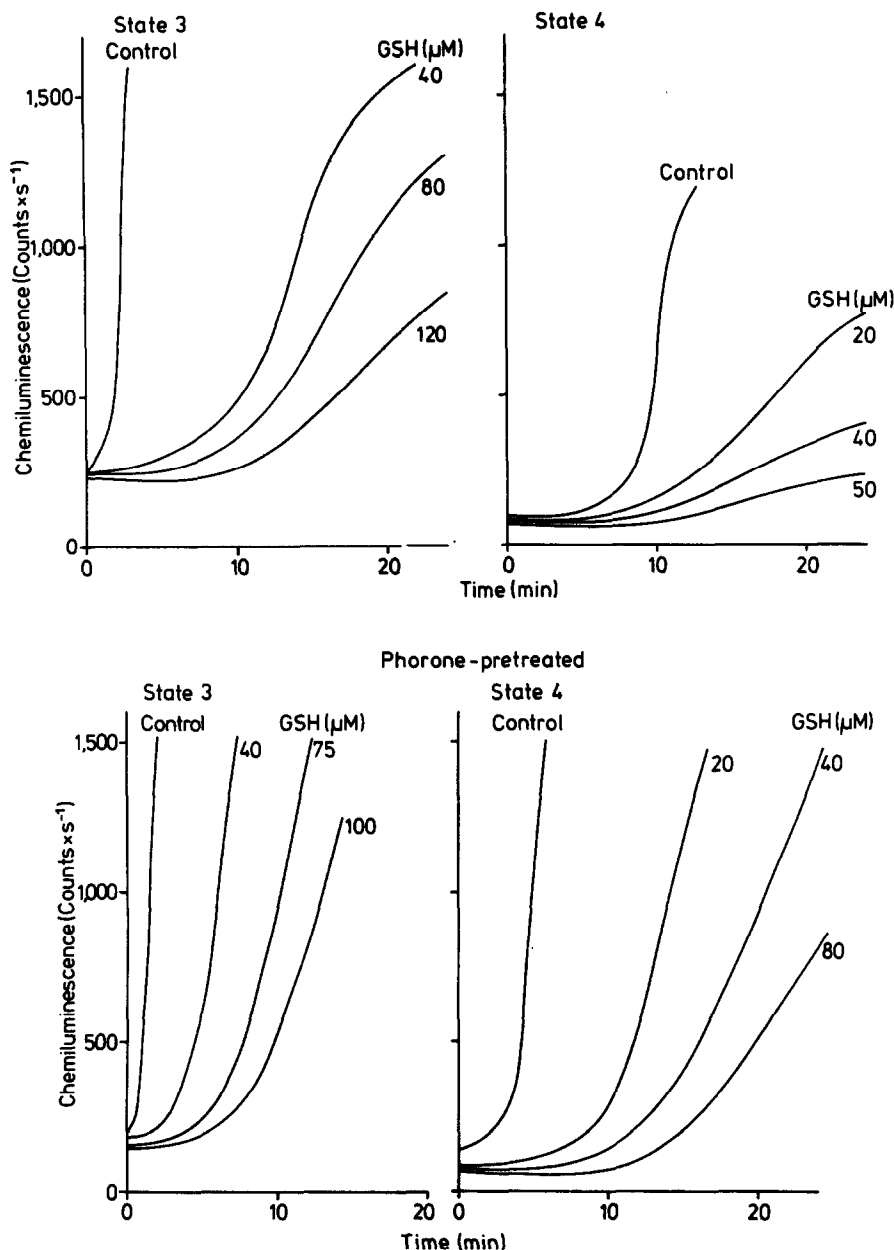 State 3
Control
GSH (μM)
40
80
120
1,500
1,000
500
0
0
10
20
Chemiluminescence (Counts×s⁻¹)
State 4
Control
GSH (μM)
20
40
50
0
10
20
Time (min)
Phorone-pretreated
State 3
Control
GSH (μM)
40
75
100
1,500
1,000
500
0
0
10
20
Chemiluminescence (Counts×s⁻¹)
Time (min)
State 4
Control
GSH (μM)
20
40
80
0
10
20
Time (min)